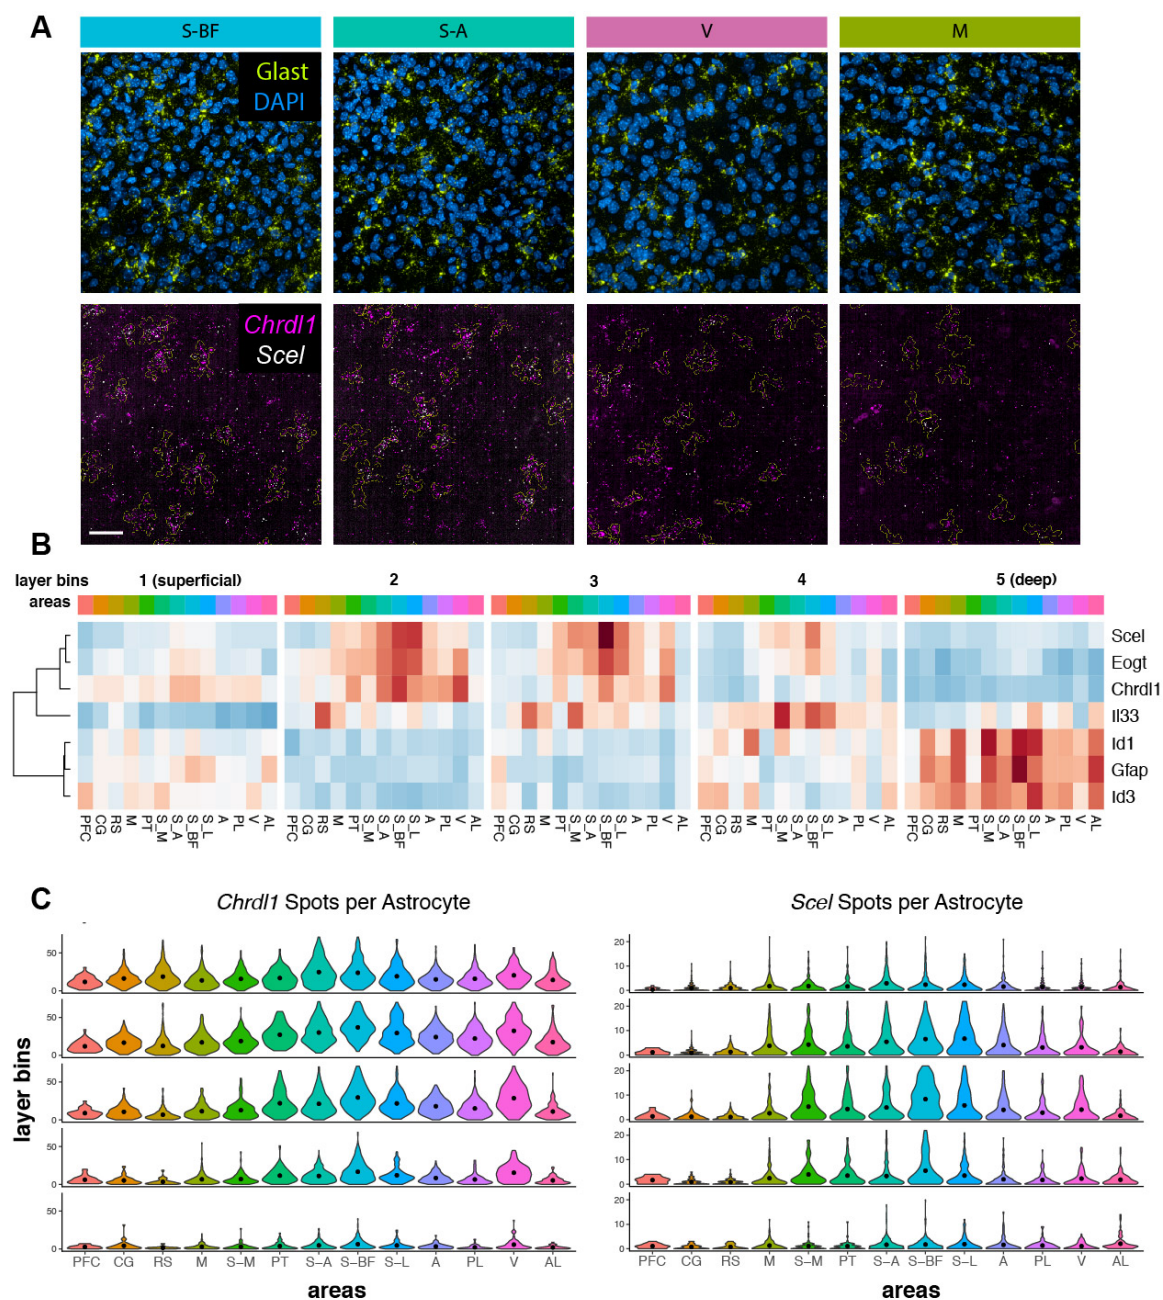 A
S-BF S-A V M
Glast
DAPI
Chrdl1
Scel
B
layer bins 1 (superficial) 2 3 4 5 (deep)
areas
Scel
Eogt
Chrdl1
Il33
Id1
Gfap
Id3
PFC CG RS M PT S_M S_A S_BF S_L A PL V AL PFC CG RS M PT S_M S_A S_BF S_L A PL V AL PFC CG RS M PT S_M S_A S_BF S_L A PL V AL PFC CG RS M PT S_M S_A S_BF S_L A PL V AL PFC CG RS M PT S_M S_A S_BF S_L A PL V AL
C
Chrdl1 Spots per Astrocyte Scel Spots per Astrocyte
layer bins
50
0
50
0
50
0
50
0
50
0
20
10
0
20
10
0
20
10
0
20
10
0
20
10
0
PFC CG RS M S-M PT S-A S-BF S-L A PL V AL PFC CG RS M S-M PT S-A S-BF S-L A PL V AL
areas areas